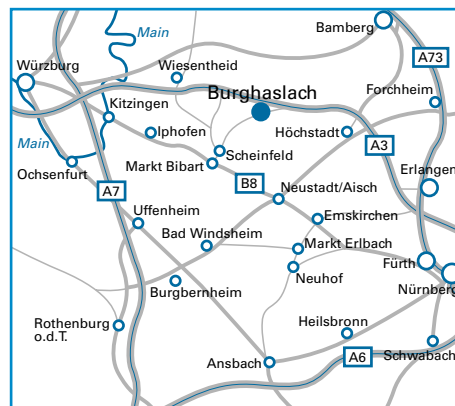 Bamberg
Main
A73
Wiesentheid
Würzburg
Burghaslach
Forchheim
Kitzingen
Iphofen
Höchstadt
Main
A3
Scheinfeld
Markt Bibart
Ochsenfurt
B8
Erlangen
A7
Neustadt/Aisch
Uffenheim
Emskirchen
Bad Windsheim
Markt Erlbach
Fürth
Neuhof
Burgbernheim
Nürnberg
Rothenburg
o.d.T.
Heilsbronn
A6
Schwabach
Ansbach